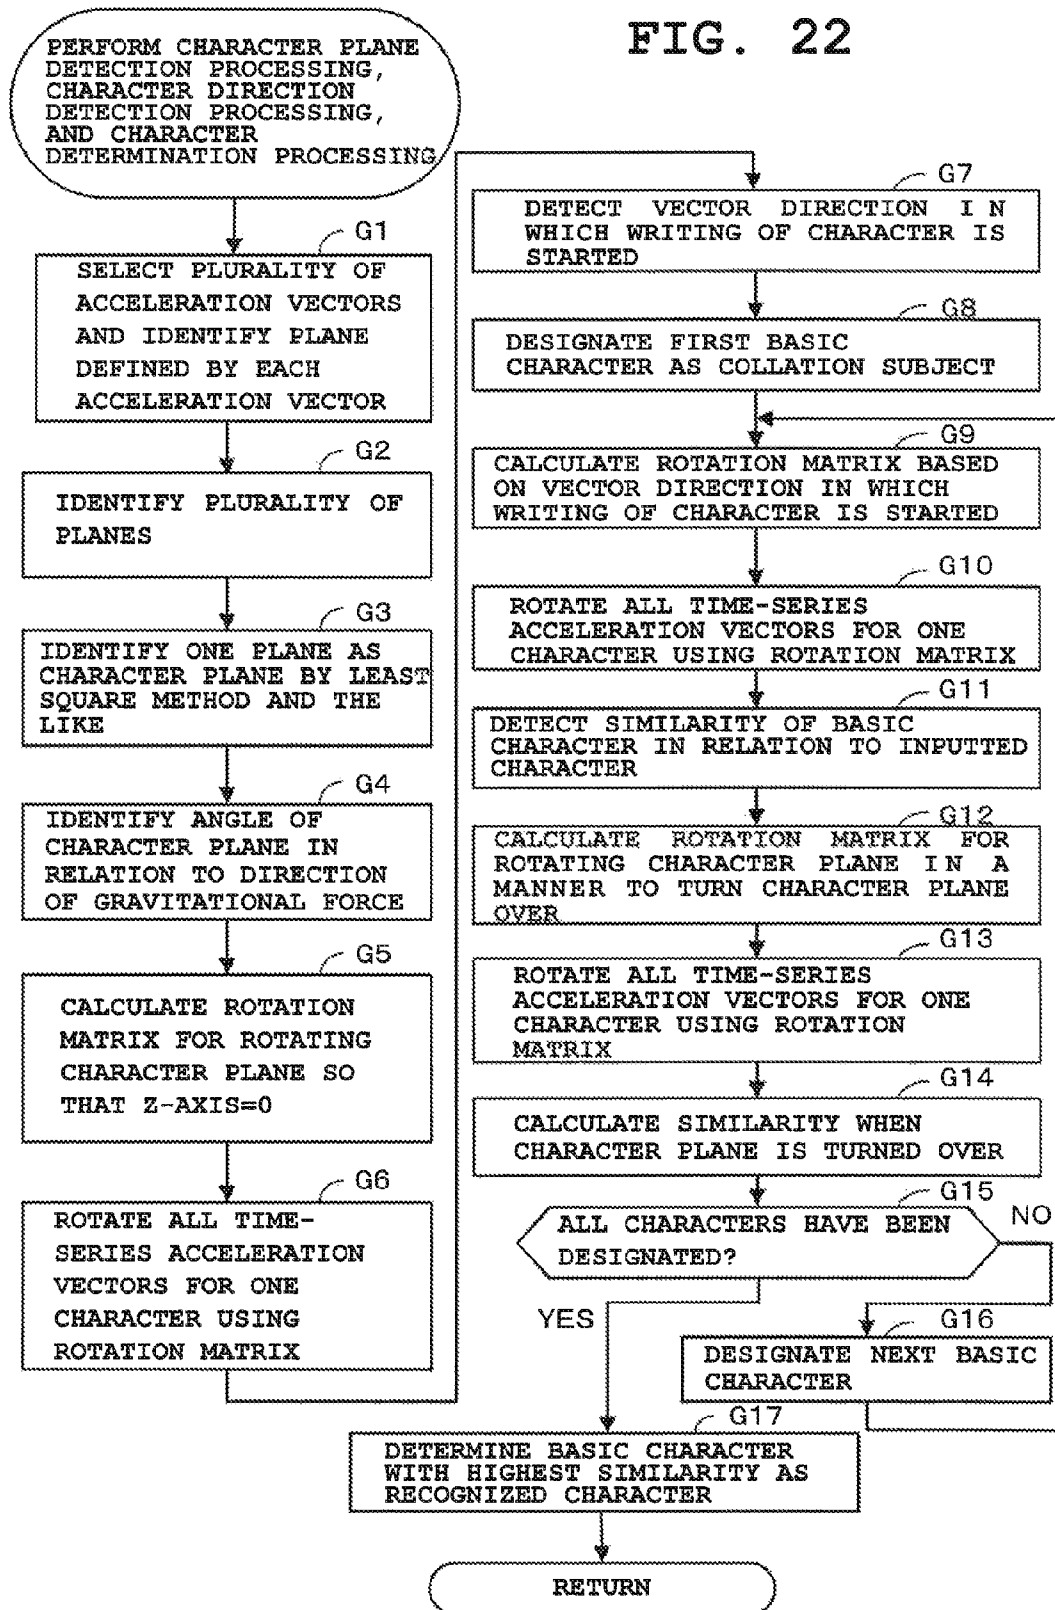 FIG. 22
PERFORM CHARACTER PLANE
DETECTION PROCESSING,
CHARACTER DIRECTION
DETECTION PROCESSING,
AND CHARACTER
DETERMINATION PROCESSING
G1
SELECT PLURALITY OF
ACCELERATION VECTORS
AND IDENTIFY PLANE
DEFINED BY EACH
ACCELERATION VECTOR
G2
IDENTIFY PLURALITY OF
PLANES
G3
IDENTIFY ONE PLANE AS
CHARACTER PLANE BY LEAST
SQUARE METHOD AND THE
LIKE
G4
IDENTIFY ANGLE OF
CHARACTER PLANE IN
RELATION TO DIRECTION
OF GRAVITATIONAL FORCE
G5
CALCULATE ROTATION
MATRIX FOR ROTATING
CHARACTER PLANE SO
THAT Z-AXIS=0
G6
ROTATE ALL TIME-
SERIES ACCELERATION
VECTORS FOR ONE
CHARACTER USING
ROTATION MATRIX
G7
DETECT VECTOR DIRECTION IN
WHICH WRITING OF CHARACTER IS
STARTED
G8
DESIGNATE FIRST BASIC
CHARACTER AS COLLATION SUBJECT
G9
CALCULATE ROTATION MATRIX BASED
ON VECTOR DIRECTION IN WHICH
WRITING OF CHARACTER IS STARTED
G10
ROTATE ALL TIME-SERIES
ACCELERATION VECTORS FOR ONE
CHARACTER USING ROTATION MATRIX
G11
DETECT SIMILARITY OF BASIC
CHARACTER IN RELATION TO INPUTTED
CHARACTER
G12
CALCULATE ROTATION MATRIX FOR
ROTATING CHARACTER PLANE IN A
MANNER TO TURN CHARACTER PLANE
OVER
G13
ROTATE ALL TIME-SERIES
ACCELERATION VECTORS FOR ONE
CHARACTER USING ROTATION
MATRIX
G14
CALCULATE SIMILARITY WHEN
CHARACTER PLANE IS TURNED OVER
G15
ALL CHARACTERS HAVE BEEN
DESIGNATED?
NO
YES
G16
DESIGNATE NEXT BASIC
CHARACTER
G17
DETERMINE BASIC CHARACTER
WITH HIGHEST SIMILARITY AS
RECOGNIZED CHARACTER
RETURN